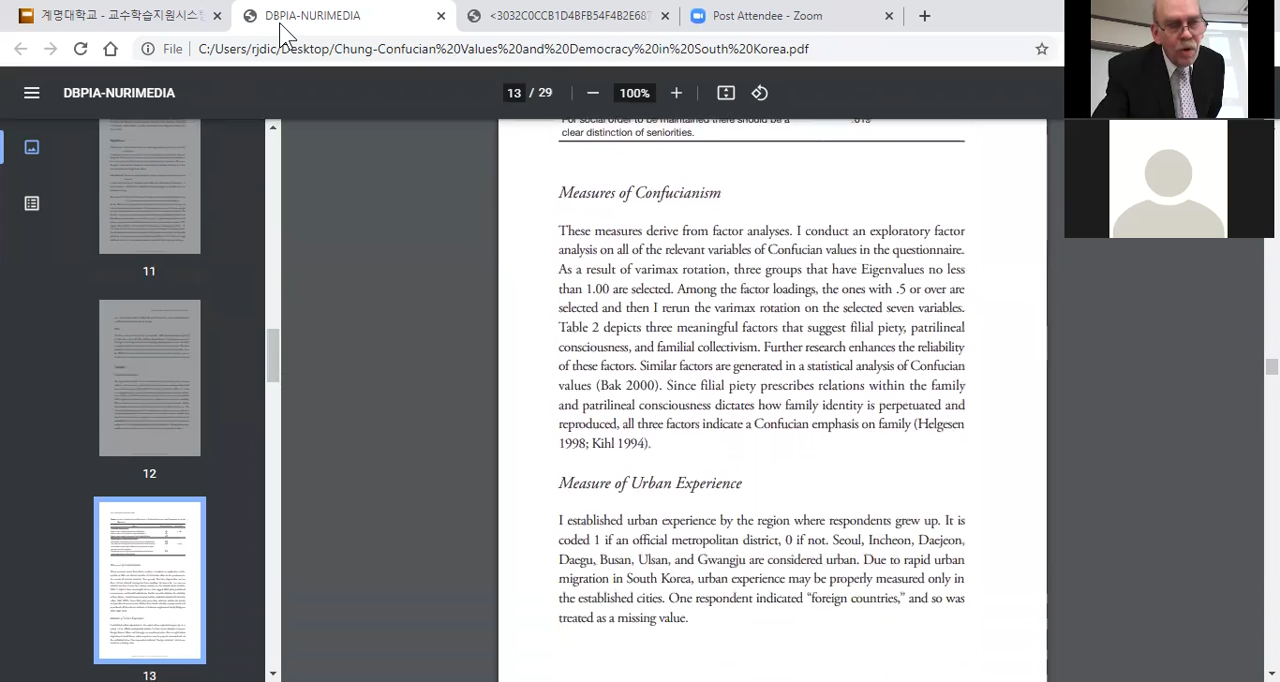 계명대학교 - 교수학습지원시스템
DBPIA-NURIMEDIA
<3032C0CCB1D4BFB54F4B2E687
Post Attendee - Zoom
File
C:/Users/rjdic/Desktop/Chung-Confucian%20Values%20and%20Democracy%20in%20South%20Korea.pdf
DBPIA-NURIMEDIA
13 / 29
100%
11
12
13
For social order to be maintained there should be a .619
clear distinction of seniorities.
Measures of Confucianism
These measures derive from factor analyses. I conduct an exploratory factor
analysis on all of the relevant variables of Confucian values in the questionnaire.
As a result of varimax rotation, three groups that have Eigenvalues no less
than 1.00 are selected. Among the factor loadings, the ones with .5 or over are
selected and then I rerun the varimax rotation on the selected seven variables.
Table 2 depicts three meaningful factors that suggest filial piety, patrilineal
consciousness, and familial collectivism. Further research enhances the reliability
of these factors. Similar factors are generated in a statistical analysis of Confucian
values (Bak 2000). Since filial piety prescribes relations within the family
and patrilineal consciousness dictates how family identity is perpetuated and
reproduced, all three factors indicate a Confucian emphasis on family (Helgesen
1998; Kihl 1994).
Measure of Urban Experience
I established urban experience by the region where respondents grew up. It is
coded 1 if an official metropolitan district, 0 if not. Seoul, Incheon, Daejeon,
Daegu, Busan, Ulsan, and Gwangju are considered urban. Due to rapid urban
migration in South Korea, urban experience may be properly measured only in
the established cities. One respondent indicated “foreign countries,” and so was
treated as a missing value.